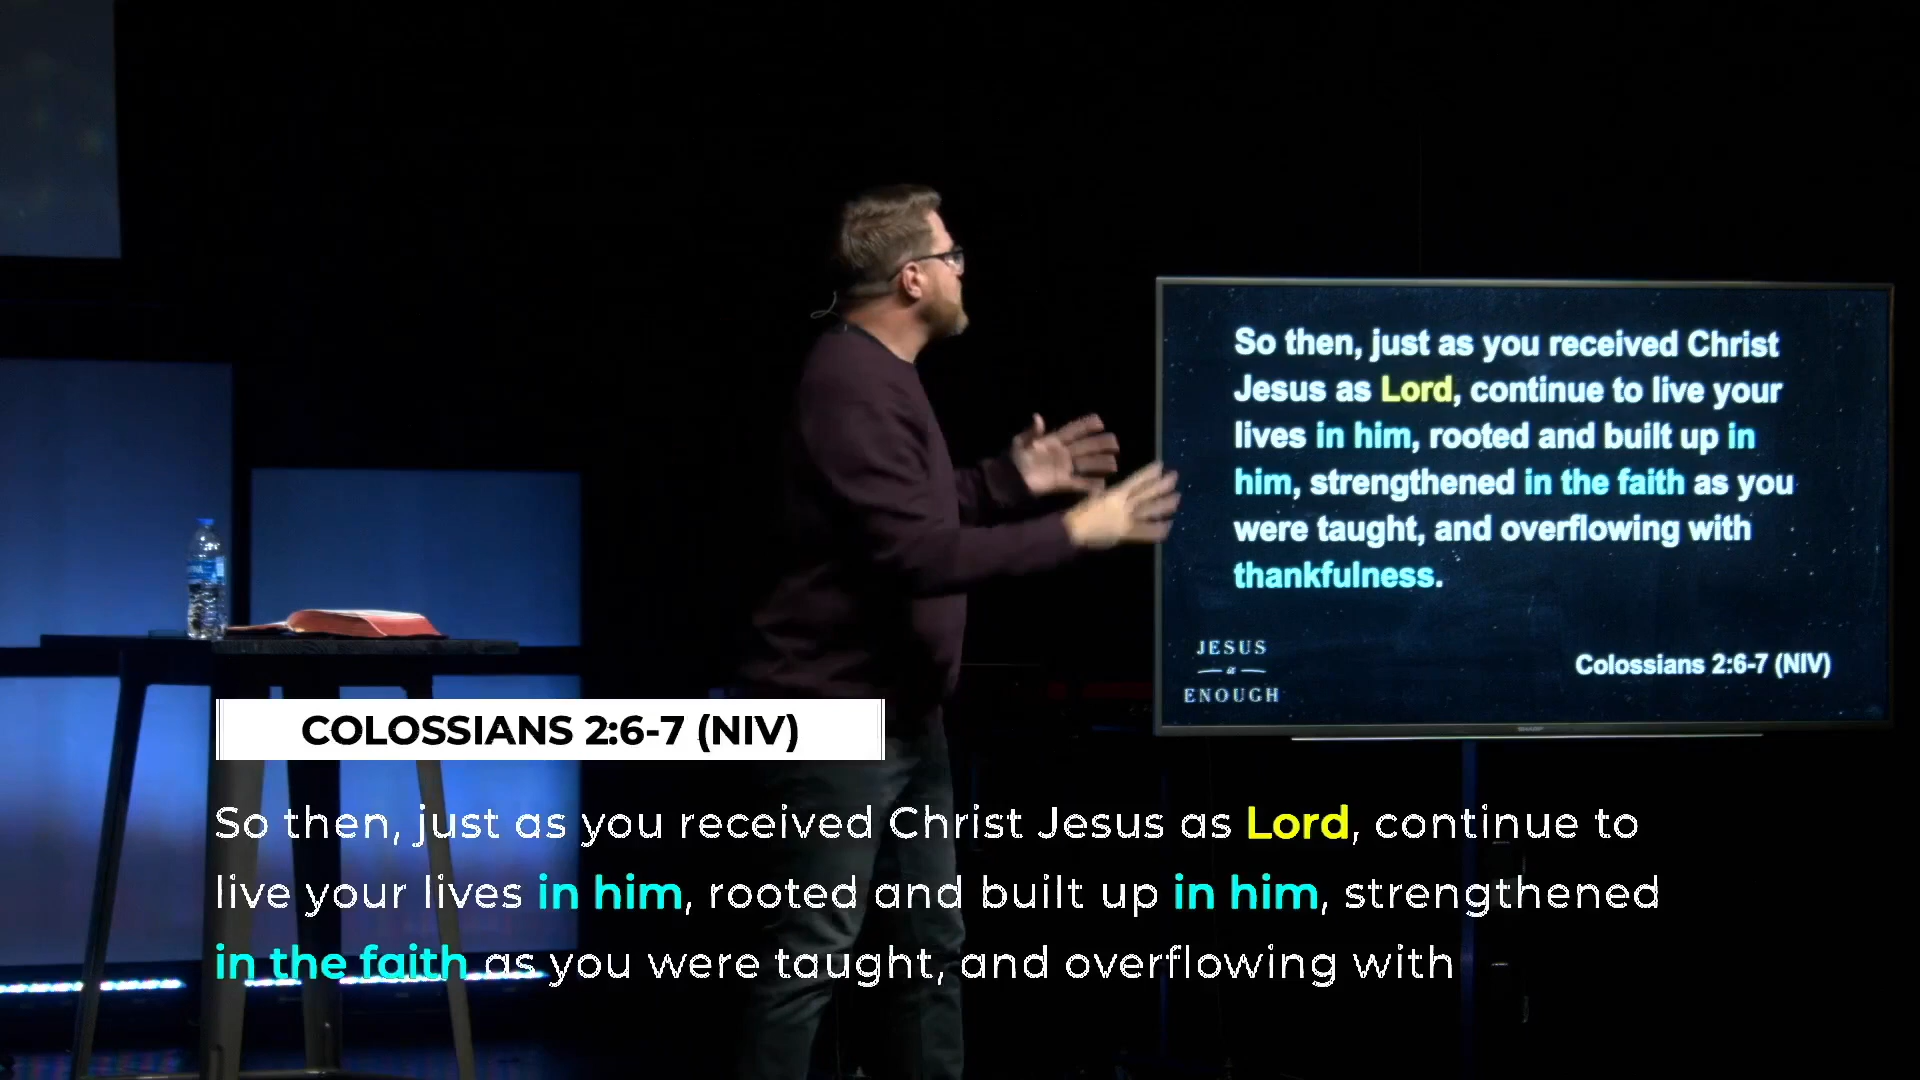 So then, just as you received Christ
Jesus as Lord, continue to live your
lives in him, rooted and built up in
him, strengthened in the faith as you
were taught, and overflowing with
thankfulness.
JESUS
is
ENOUGH
Colossians 2:6-7 (NIV)
SHARP
COLOSSIANS 2:6-7 (NIV)
So then, just as you received Christ Jesus as Lord, continue to
live your lives in him, rooted and built up in him, strengthened
in the faith as you were taught, and overflowing with